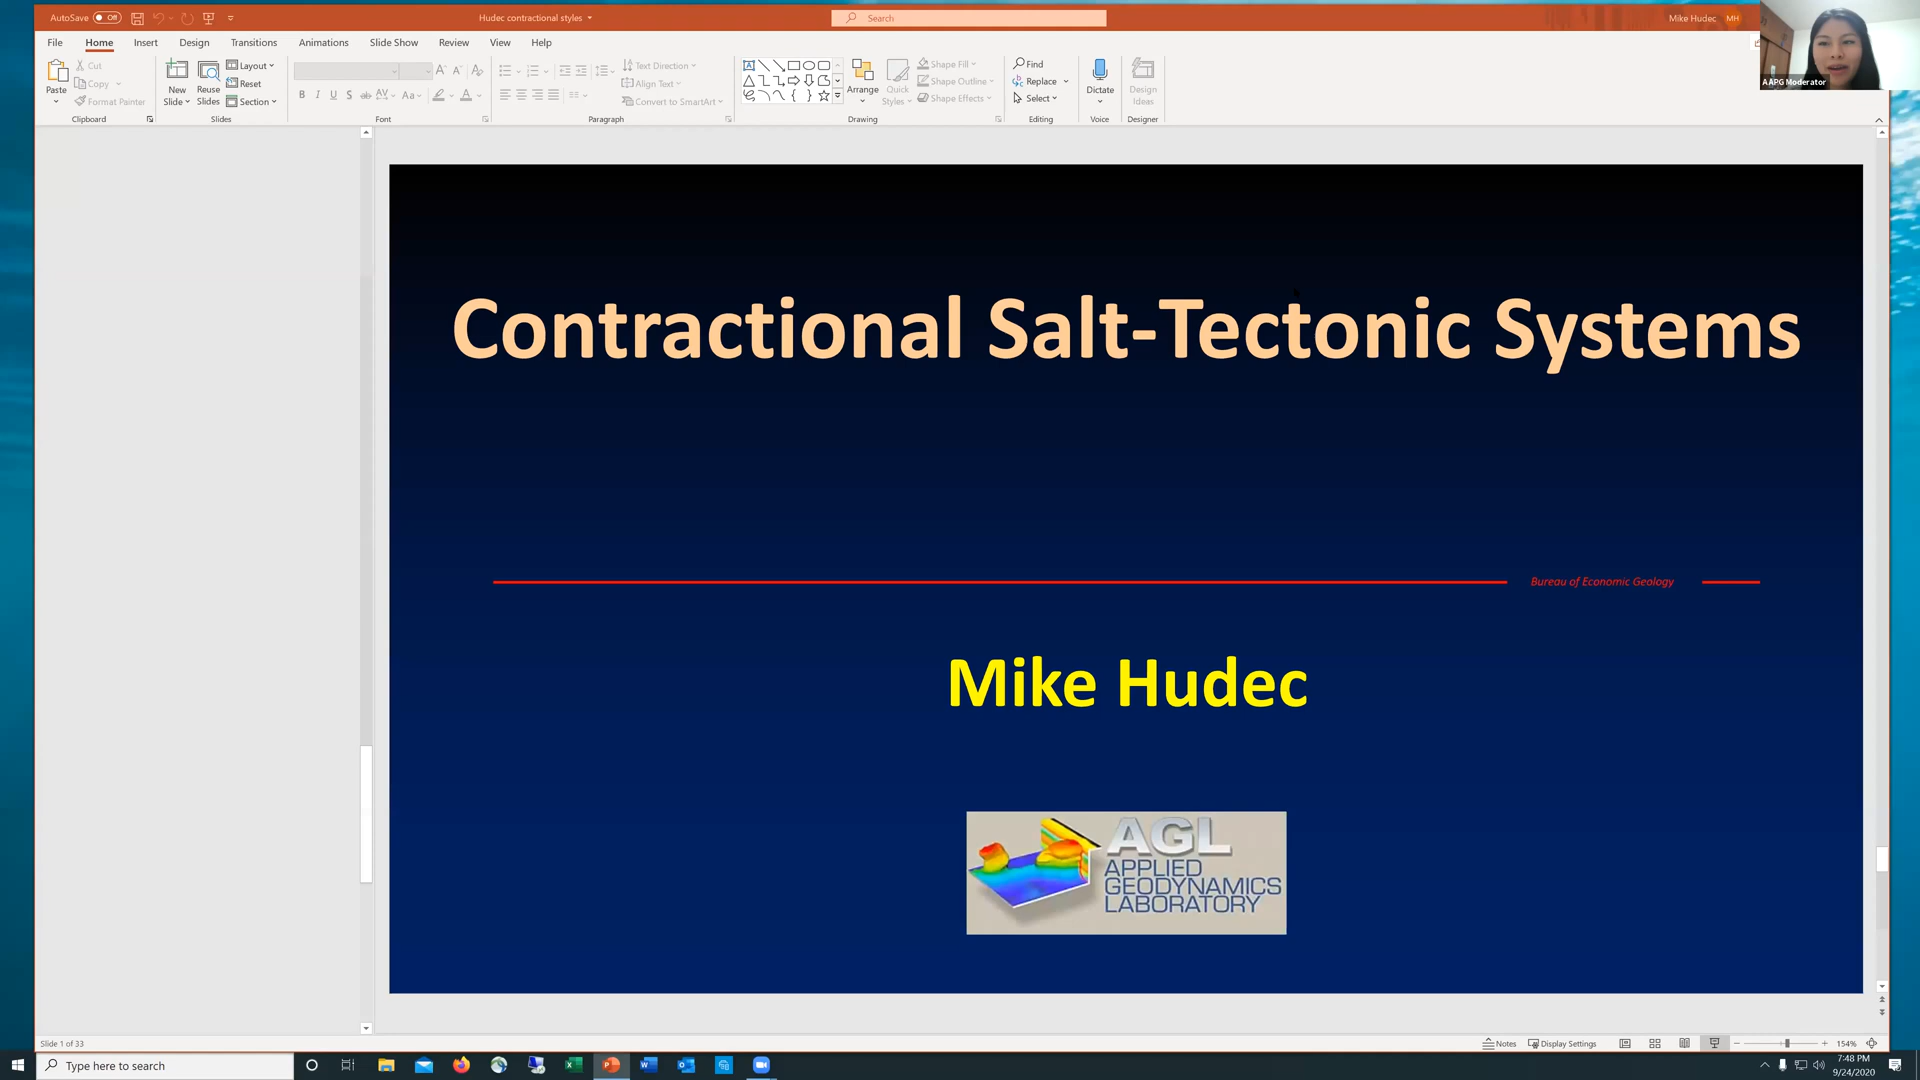 AutoSave Off
Hudec contractional styles
Search
Mike Hudec MH
File Home Insert Design Transitions Animations Slide Show Review View Help
AAPG Moderator
Paste
Cut
Copy
Format Painter
Clipboard
New Slide
Reuse Slides
Layout
Reset
Section
Slides
Font
Text Direction
Align Text
Convert to SmartArt
Paragraph
Arrange
Quick Styles
Shape Fill
Shape Outline
Shape Effects
Drawing
Find
Replace
Select
Editing
Dictate
Voice
Design Ideas
Designer
Contractional Salt-Tectonic Systems
Bureau of Economic Geology
Mike Hudec
AGL
APPLIED
GEODYNAMICS
LABORATORY
Slide 1 of 33
Notes
Display Settings
154%
Type here to search
7:48 PM
9/24/2020